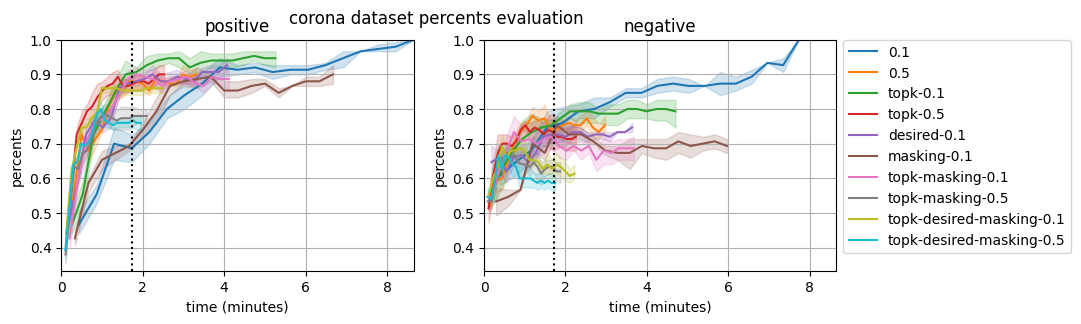 corona dataset percents evaluation
positive
negative
percents
1.0
0.9
0.8
0.7
0.6
0.5
0.4
0
2
4
6
8
time (minutes)
percents
1.0
0.9
0.8
0.7
0.6
0.5
0.4
0
2
4
6
8
time (minutes)
0.1
0.5
topk-0.1
topk-0.5
desired-0.1
masking-0.1
topk-masking-0.1
topk-masking-0.5
topk-desired-masking-0.1
topk-desired-masking-0.5